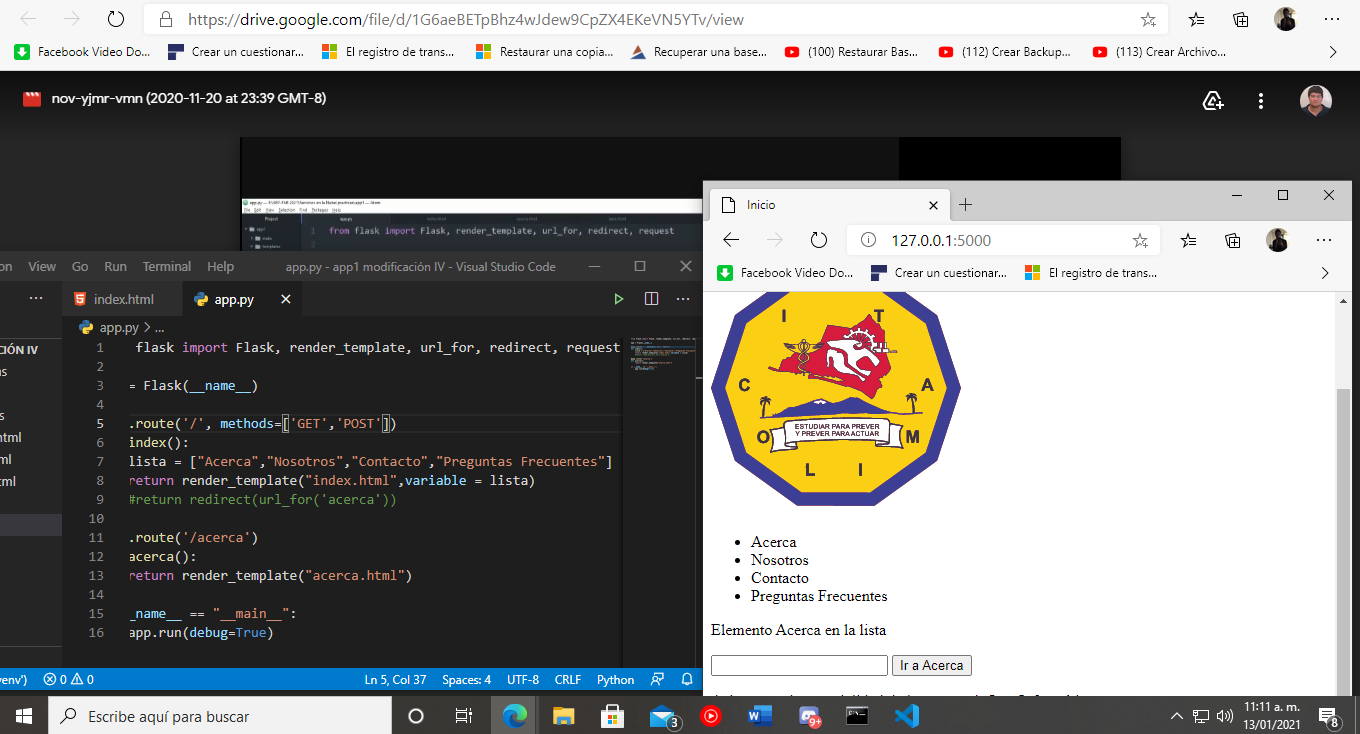 https://drive.google.com/file/d/1G6aeBETpBhz4wJdew9CpZX4EKeVN5YTv/view
Facebook Video Do... Crear un cuestionar... El registro de trans... Restaurar una copia... Recuperar una base... (100) Restaurar Bas... (112) Crear Backup... (113) Crear Archivo...
nov-yjmr-vmn (2020-11-20 at 23:39 GMT-8)
from flask import Flask, render_template, url_for, redirect, request
on View Go Run Terminal Help app.py - app1 modificación IV - Visual Studio Code
index.html app.py
app.py > ...
CIÓN IV
1 flask import Flask, render_template, url_for, redirect, request
2
3 = Flask(__name__)
4
5 .route('/', methods=['GET','POST'])
6 index():
7 lista = ["Acerca","Nosotros","Contacto","Preguntas Frecuentes"]
8 return render_template("index.html",variable = lista)
9 #return redirect(url_for('acerca'))
10
11 .route('/acerca')
12 acerca():
13 return render_template("acerca.html")
14
15 _name__ == "__main__":
16 app.run(debug=True)
s
s
html
ml
tml
venv') 0 0 Ln 5, Col 37 Spaces: 4 UTF-8 CRLF Python
Inicio
127.0.0.1:5000
Facebook Video Do... Crear un cuestionar... El registro de trans...
I T
C A
ESTUDIAR PARA PREVER
Y PREVER PARA ACTUAR
O M
L I
• Acerca
• Nosotros
• Contacto
• Preguntas Frecuentes
Elemento Acerca en la lista
Ir a Acerca
Escribe aquí para buscar
3
9+
11:11 a. m.
13/01/2021
8